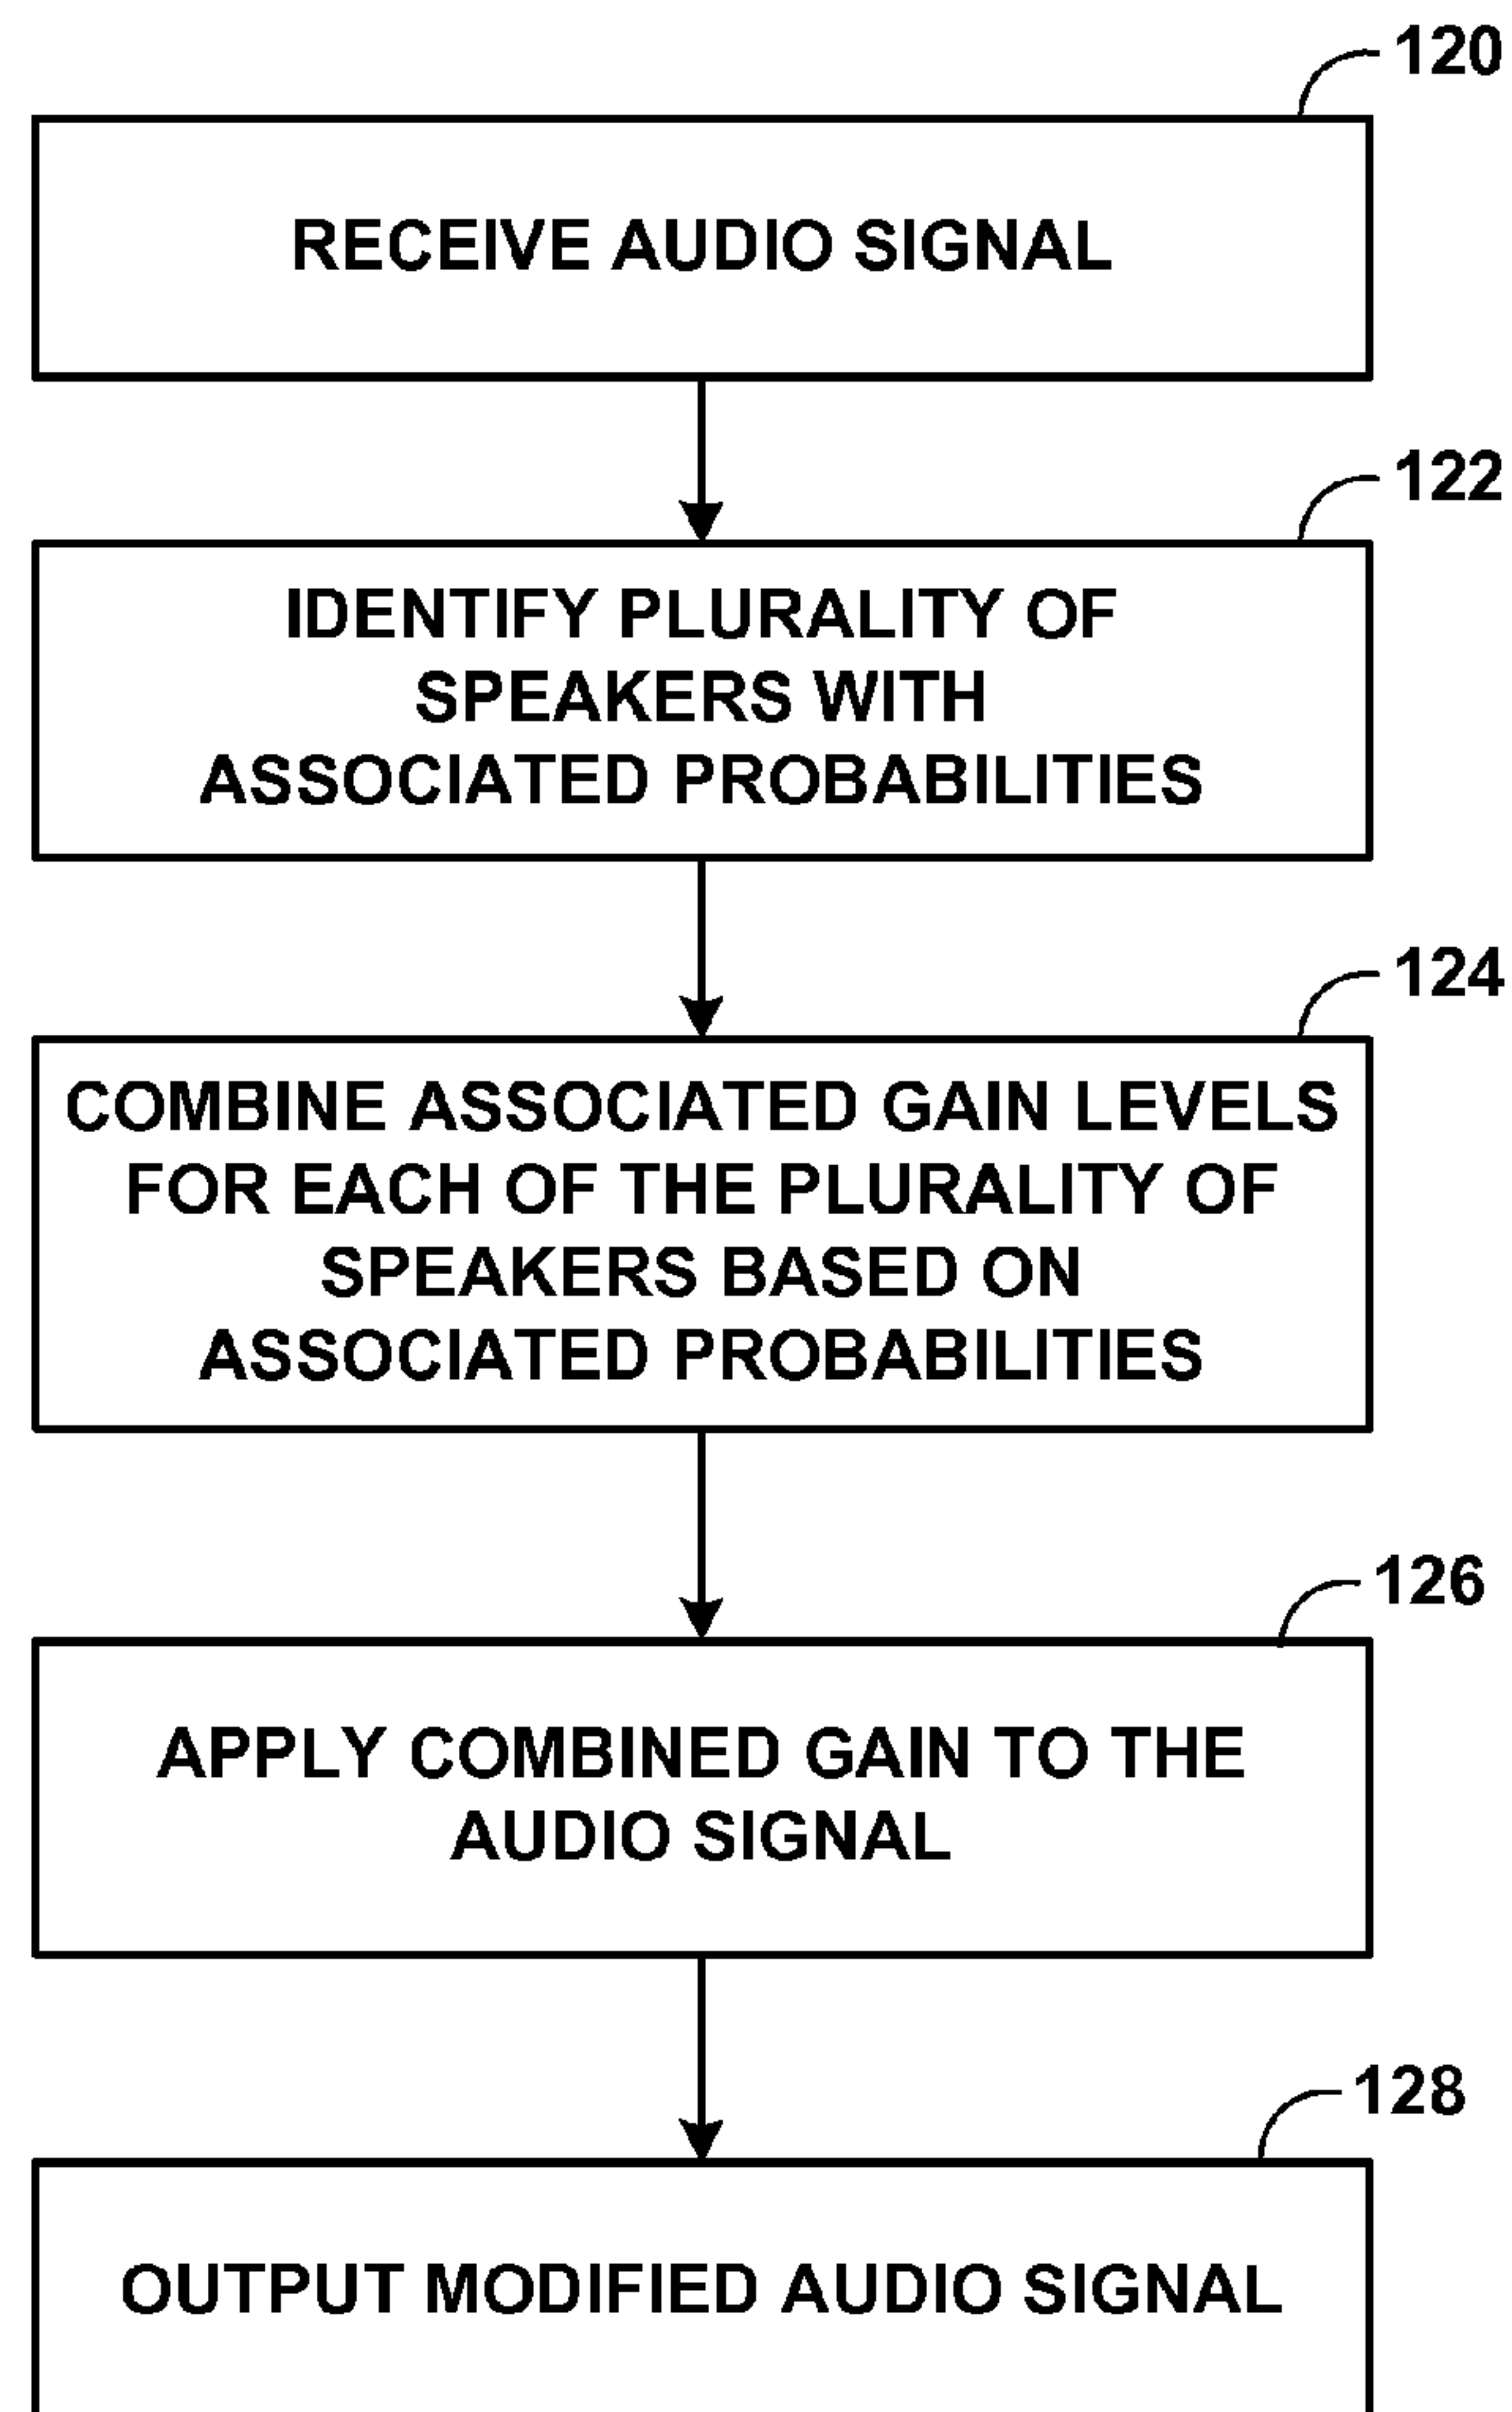 120
RECEIVE AUDIO SIGNAL
122
IDENTIFY PLURALITY OF
SPEAKERS WITH
ASSOCIATED PROBABILITIES
124
COMBINE ASSOCIATED GAIN LEVELS
FOR EACH OF THE PLURALITY OF
SPEAKERS BASED ON
ASSOCIATED PROBABILITIES
126
APPLY COMBINED GAIN TO THE
AUDIO SIGNAL
128
OUTPUT MODIFIED AUDIO SIGNAL